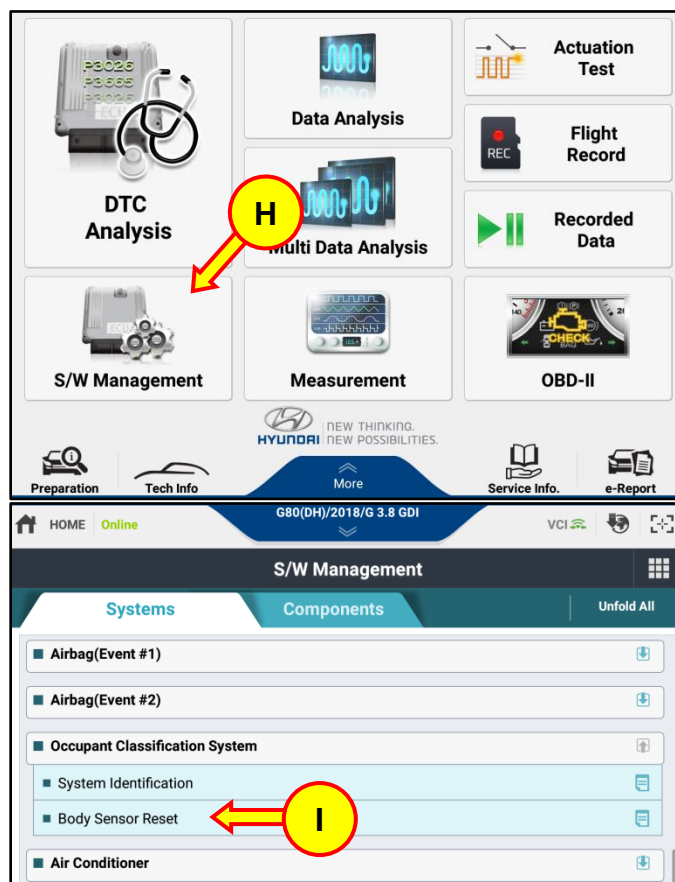 P3026
P3665
P3026
ECU
DTC
Analysis
Data Analysis
Multi Data Analysis
Actuation
Test
REC
Flight
Record
Recorded
Data
H
S/W Management
Measurement
CHECK
OBD-II
HYUNDAI
NEW THINKING.
NEW POSSIBILITIES.
Preparation
Tech Info
More
Service Info.
e-Report
HOME
Online
G80(DH)/2018/G 3.8 GDI
VCI
S/W Management
Systems
Components
Unfold All
Airbag(Event #1)
Airbag(Event #2)
Occupant Classification System
System Identification
Body Sensor Reset
I
Air Conditioner